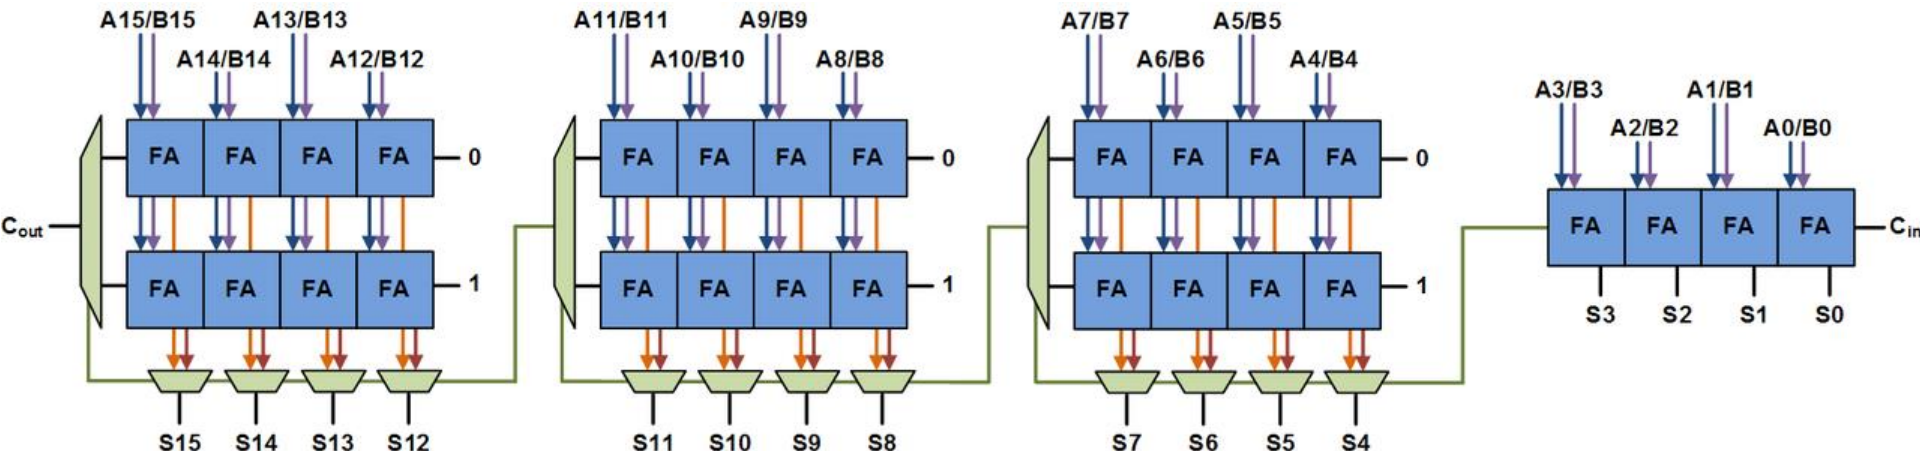 A15/B15 A13/B13 A11/B11 A9/B9 A7/B7 A5/B5
A14/B14 A12/B12 A10/B10 A8/B8 A6/B6 A4/B4
A3/B3 A1/B1
A2/B2 A0/B0
FA FA FA FA 0 FA FA FA FA 0 FA FA FA FA 0
Cout FA FA FA FA Cin
FA FA FA FA 1 FA FA FA FA 1 FA FA FA FA 1
S3 S2 S1 S0
S15 S14 S13 S12 S11 S10 S9 S8 S7 S6 S5 S4